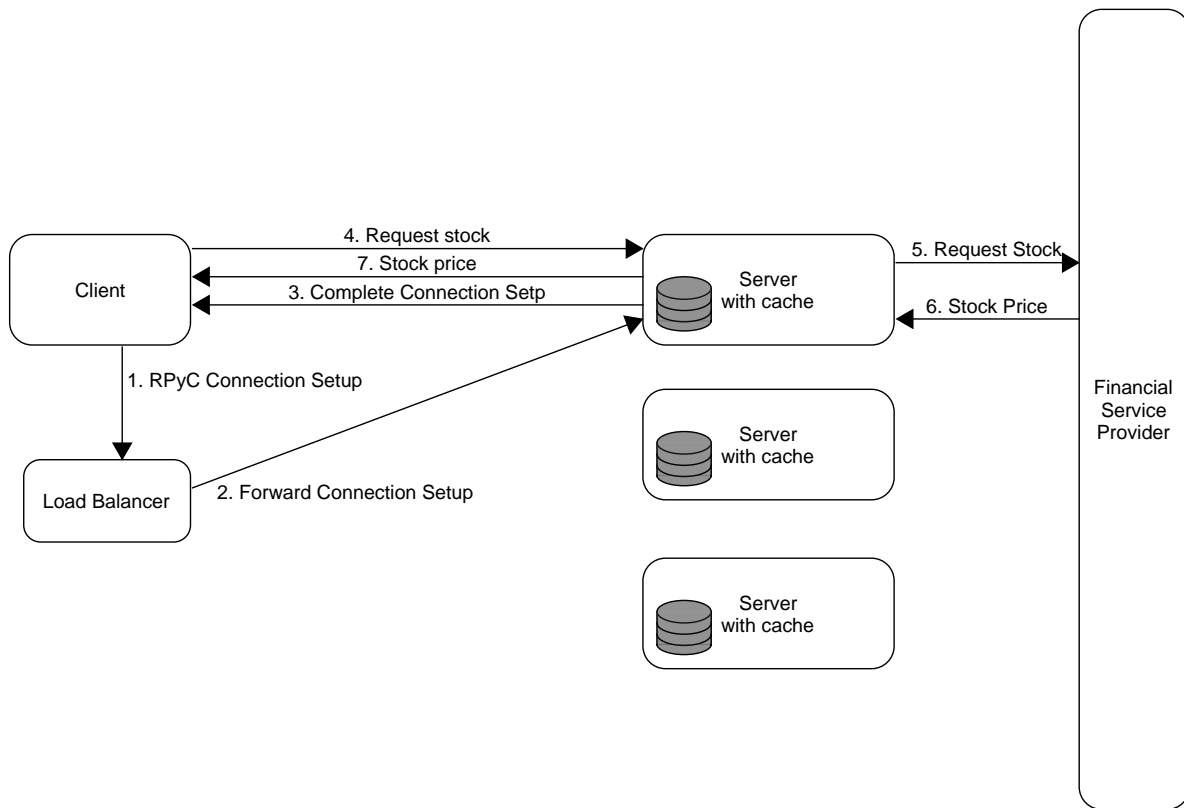 4. Request stock
7. Stock price
3. Complete Connection Setp
Client
Server
with cache
5. Request Stock
6. Stock Price
1. RPyC Connection Setup
Financial
Service
Provider
Server
with cache
Load Balancer
2. Forward Connection Setup
Server
with cache